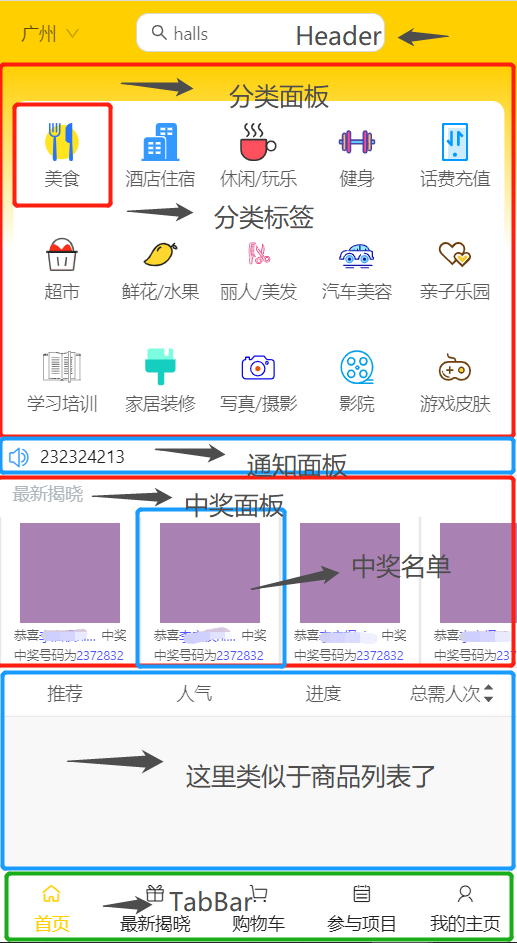 广州
halls
Header
分类面板
美食
酒店住宿
休闲/玩乐
健身
话费充值
分类标签
超市
鲜花/水果
丽人/美发
汽车美容
亲子乐园
学习培训
家居装修
写真/摄影
影院
游戏皮肤
232324213
通知面板
最新揭晓
中奖面板
中奖名单
恭喜 中奖
中奖号码为2372832
恭喜 中奖
中奖号码为2372832
恭喜 中奖
中奖号码为2372832
恭喜
中奖号码为237
推荐
人气
进度
总需人次
这里类似于商品列表了
TabBar
首页
最新揭晓
购物车
参与项目
我的主页